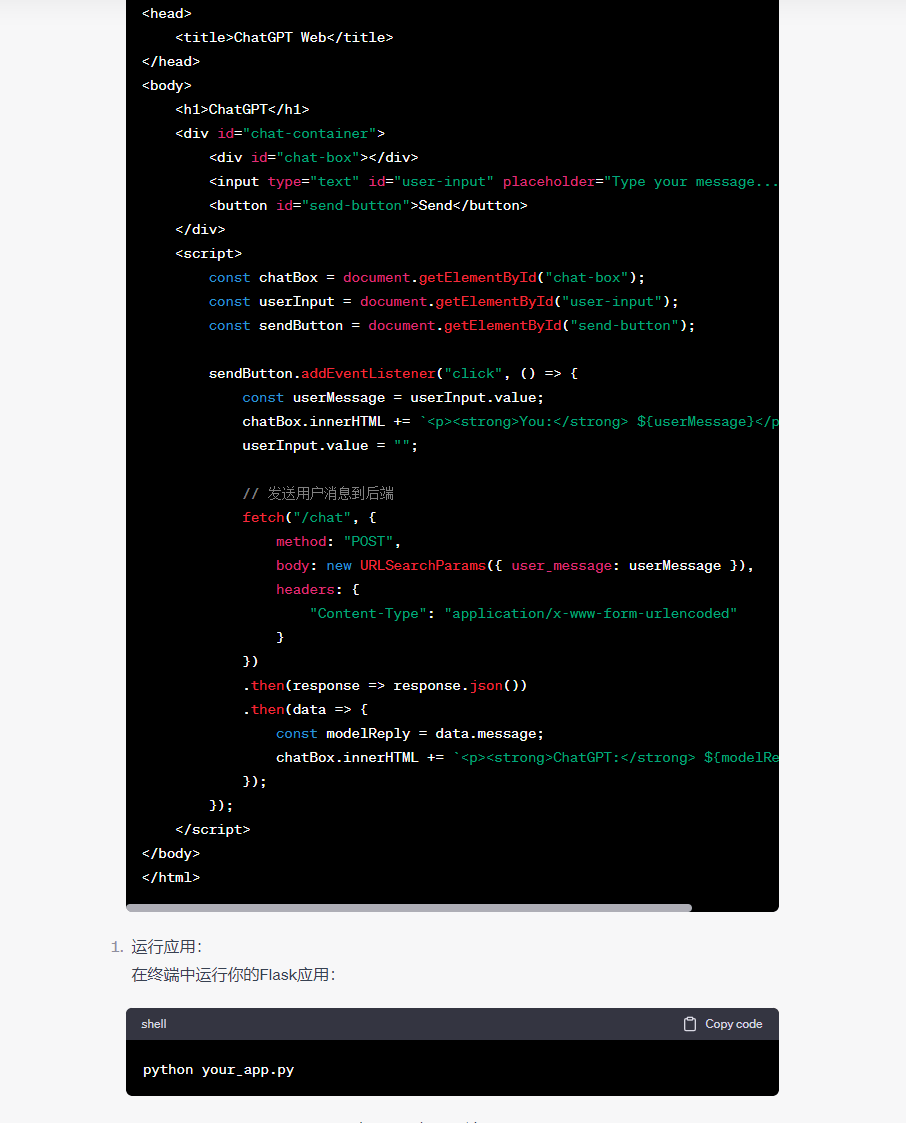 <head>
    <title>ChatGPT Web</title>
</head>
<body>
    <h1>ChatGPT</h1>
    <div id="chat-container">
        <div id="chat-box"></div>
        <input type="text" id="user-input" placeholder="Type your message...
        <button id="send-button">Send</button>
    </div>
    <script>
        const chatBox = document.getElementById("chat-box");
        const userInput = document.getElementById("user-input");
        const sendButton = document.getElementById("send-button");

        sendButton.addEventListener("click", () => {
            const userMessage = userInput.value;
            chatBox.innerHTML += `<p><strong>You:</strong> ${userMessage}</p
            userInput.value = "";

            // 发送用户消息到后端
            fetch("/chat", {
                method: "POST",
                body: new URLSearchParams({ user_message: userMessage }),
                headers: {
                    "Content-Type": "application/x-www-form-urlencoded"
                }
            })
            .then(response => response.json())
            .then(data => {
                const modelReply = data.message;
                chatBox.innerHTML += `<p><strong>ChatGPT:</strong> ${modelRe
            });
        });
    </script>
</body>
</html>
1. 运行应用：
在终端中运行你的Flask应用：
shell Copy code
python your_app.py